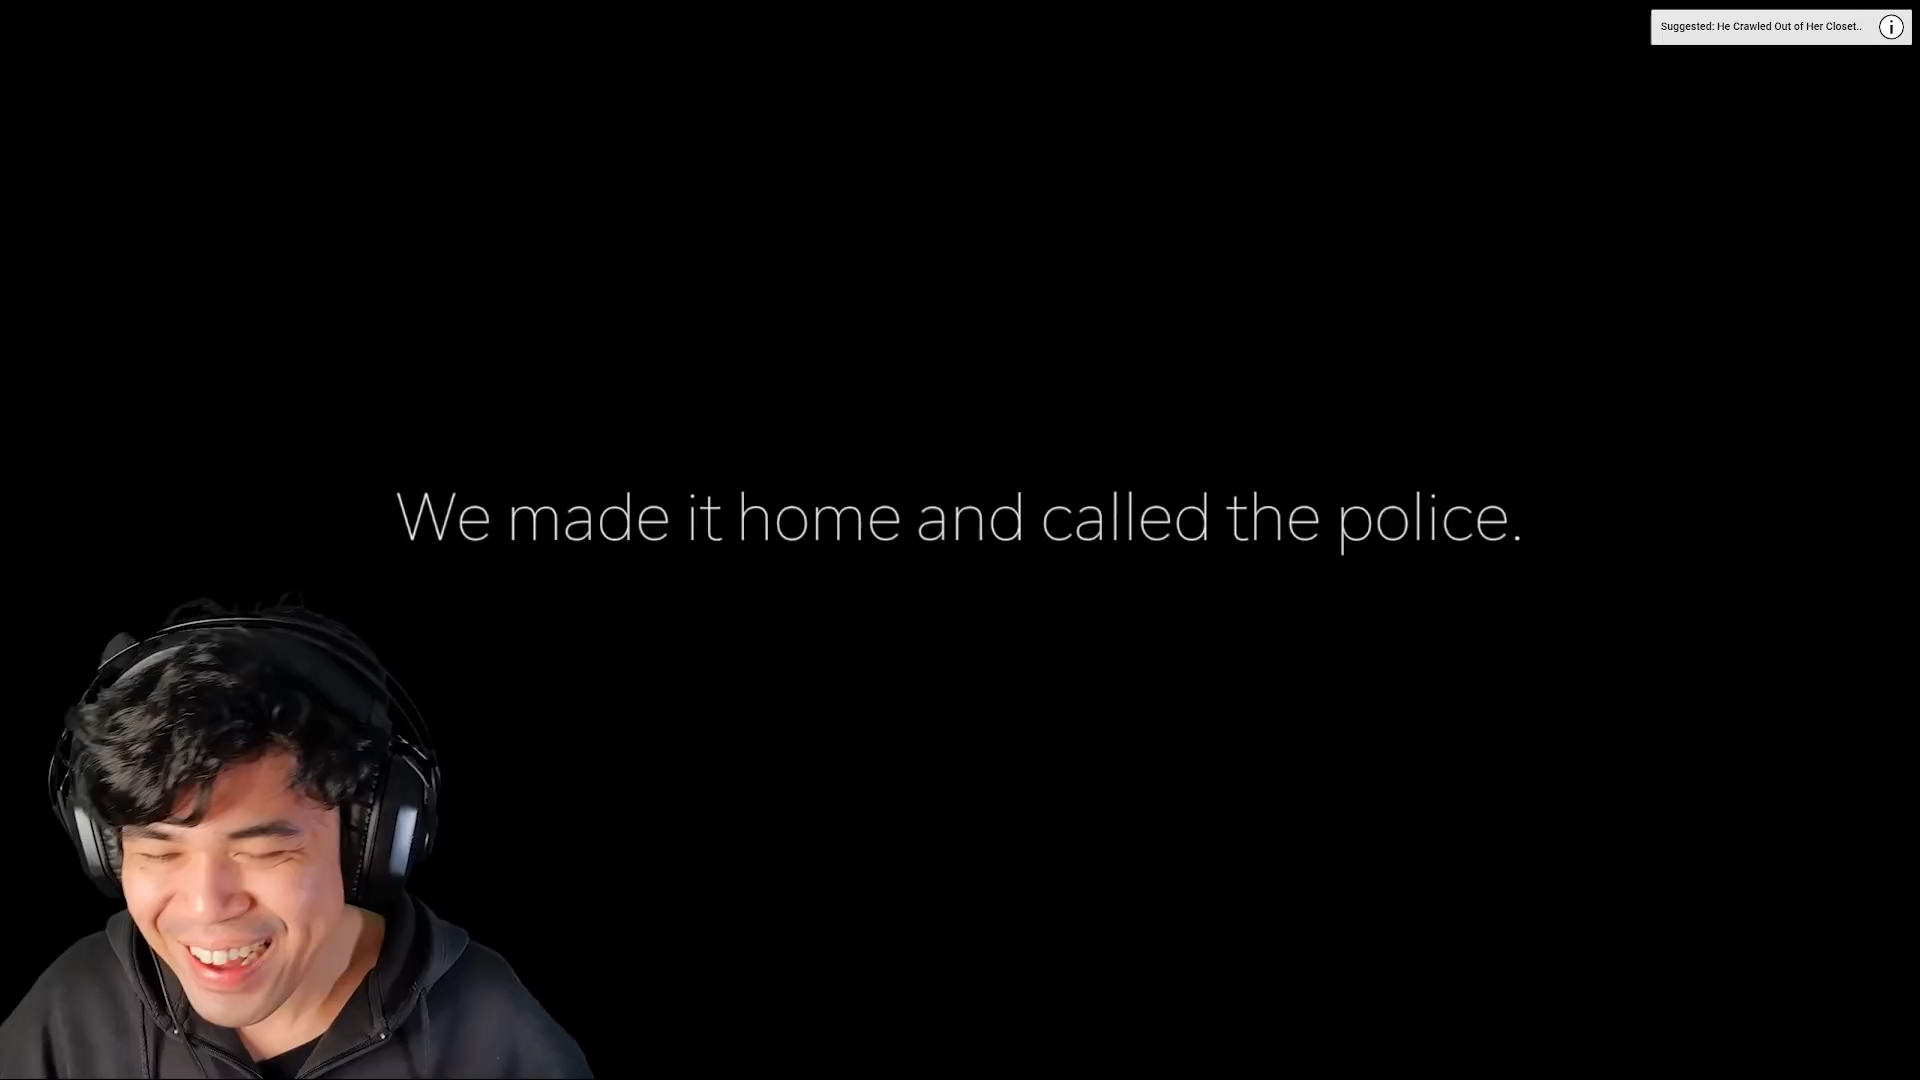 Suggested: He Crawled Out of Her Closet..
We made it home and called the police.